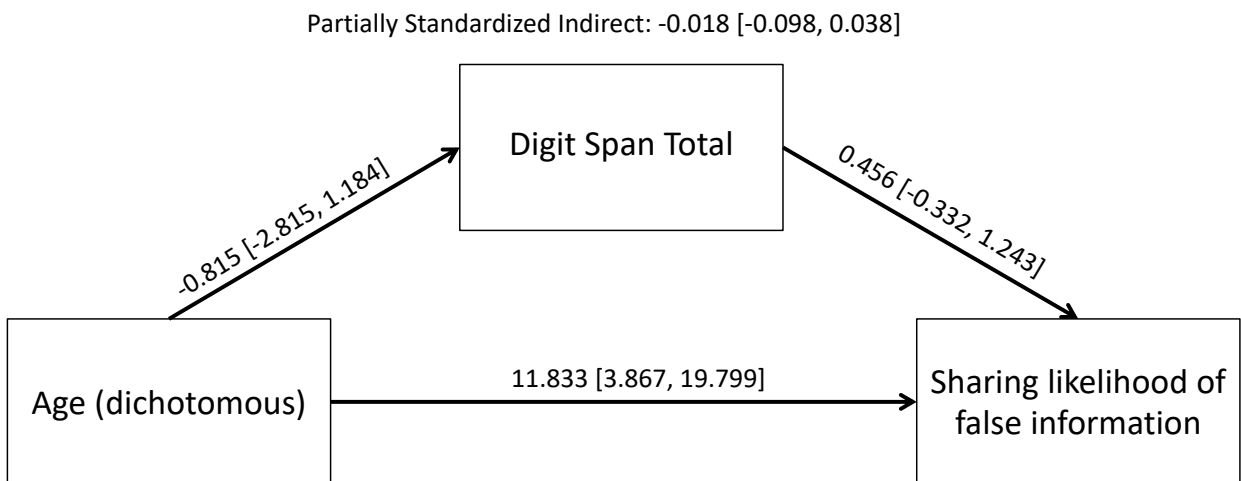 Partially Standardized Indirect: -0.018 [-0.098, 0.038]
Digit Span Total
-0.815 [-2.815, 1.184]
0.456 [-0.332, 1.243]
11.833 [3.867, 19.799]
Age (dichotomous)
Sharing likelihood of
false information